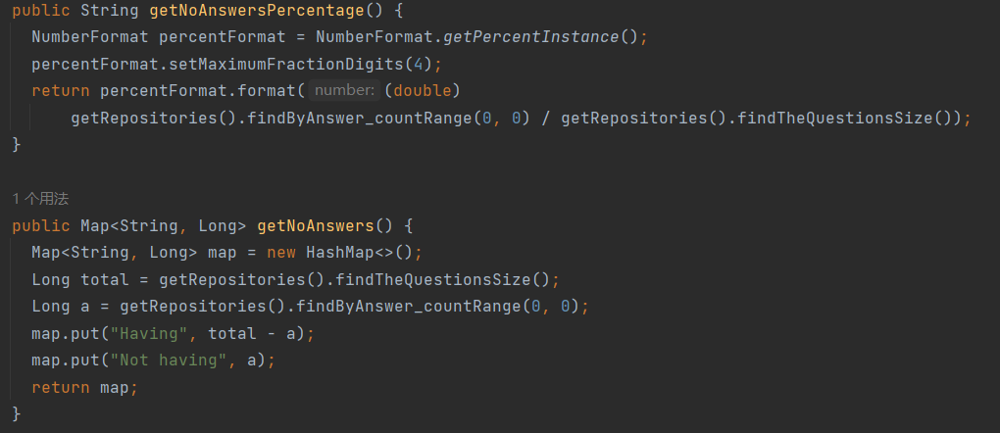 public String getNoAnswersPercentage() {
NumberFormat percentFormat = NumberFormat.getPercentInstance();
percentFormat.setMaximumFractionDigits(4);
return percentFormat.format( number: (double)
getRepositories().findByAnswer_countRange(0, 0) / getRepositories().findTheQuestionsSize());
}
1 个用法
public Map<String, Long> getNoAnswers() {
Map<String, Long> map = new HashMap<>();
Long total = getRepositories().findTheQuestionsSize();
Long a = getRepositories().findByAnswer_countRange(0, 0);
map.put("Having", total - a);
map.put("Not having", a);
return map;
}